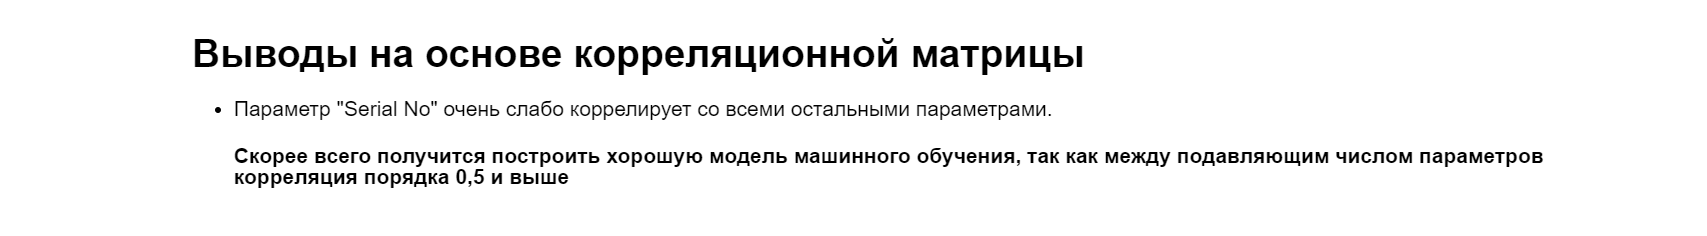 Выводы на основе корреляционной матрицы
• Параметр "Serial No" очень слабо коррелирует со всеми остальными параметрами.
Скорее всего получится построить хорошую модель машинного обучения, так как между подавляющим числом параметров
корреляция порядка 0,5 и выше